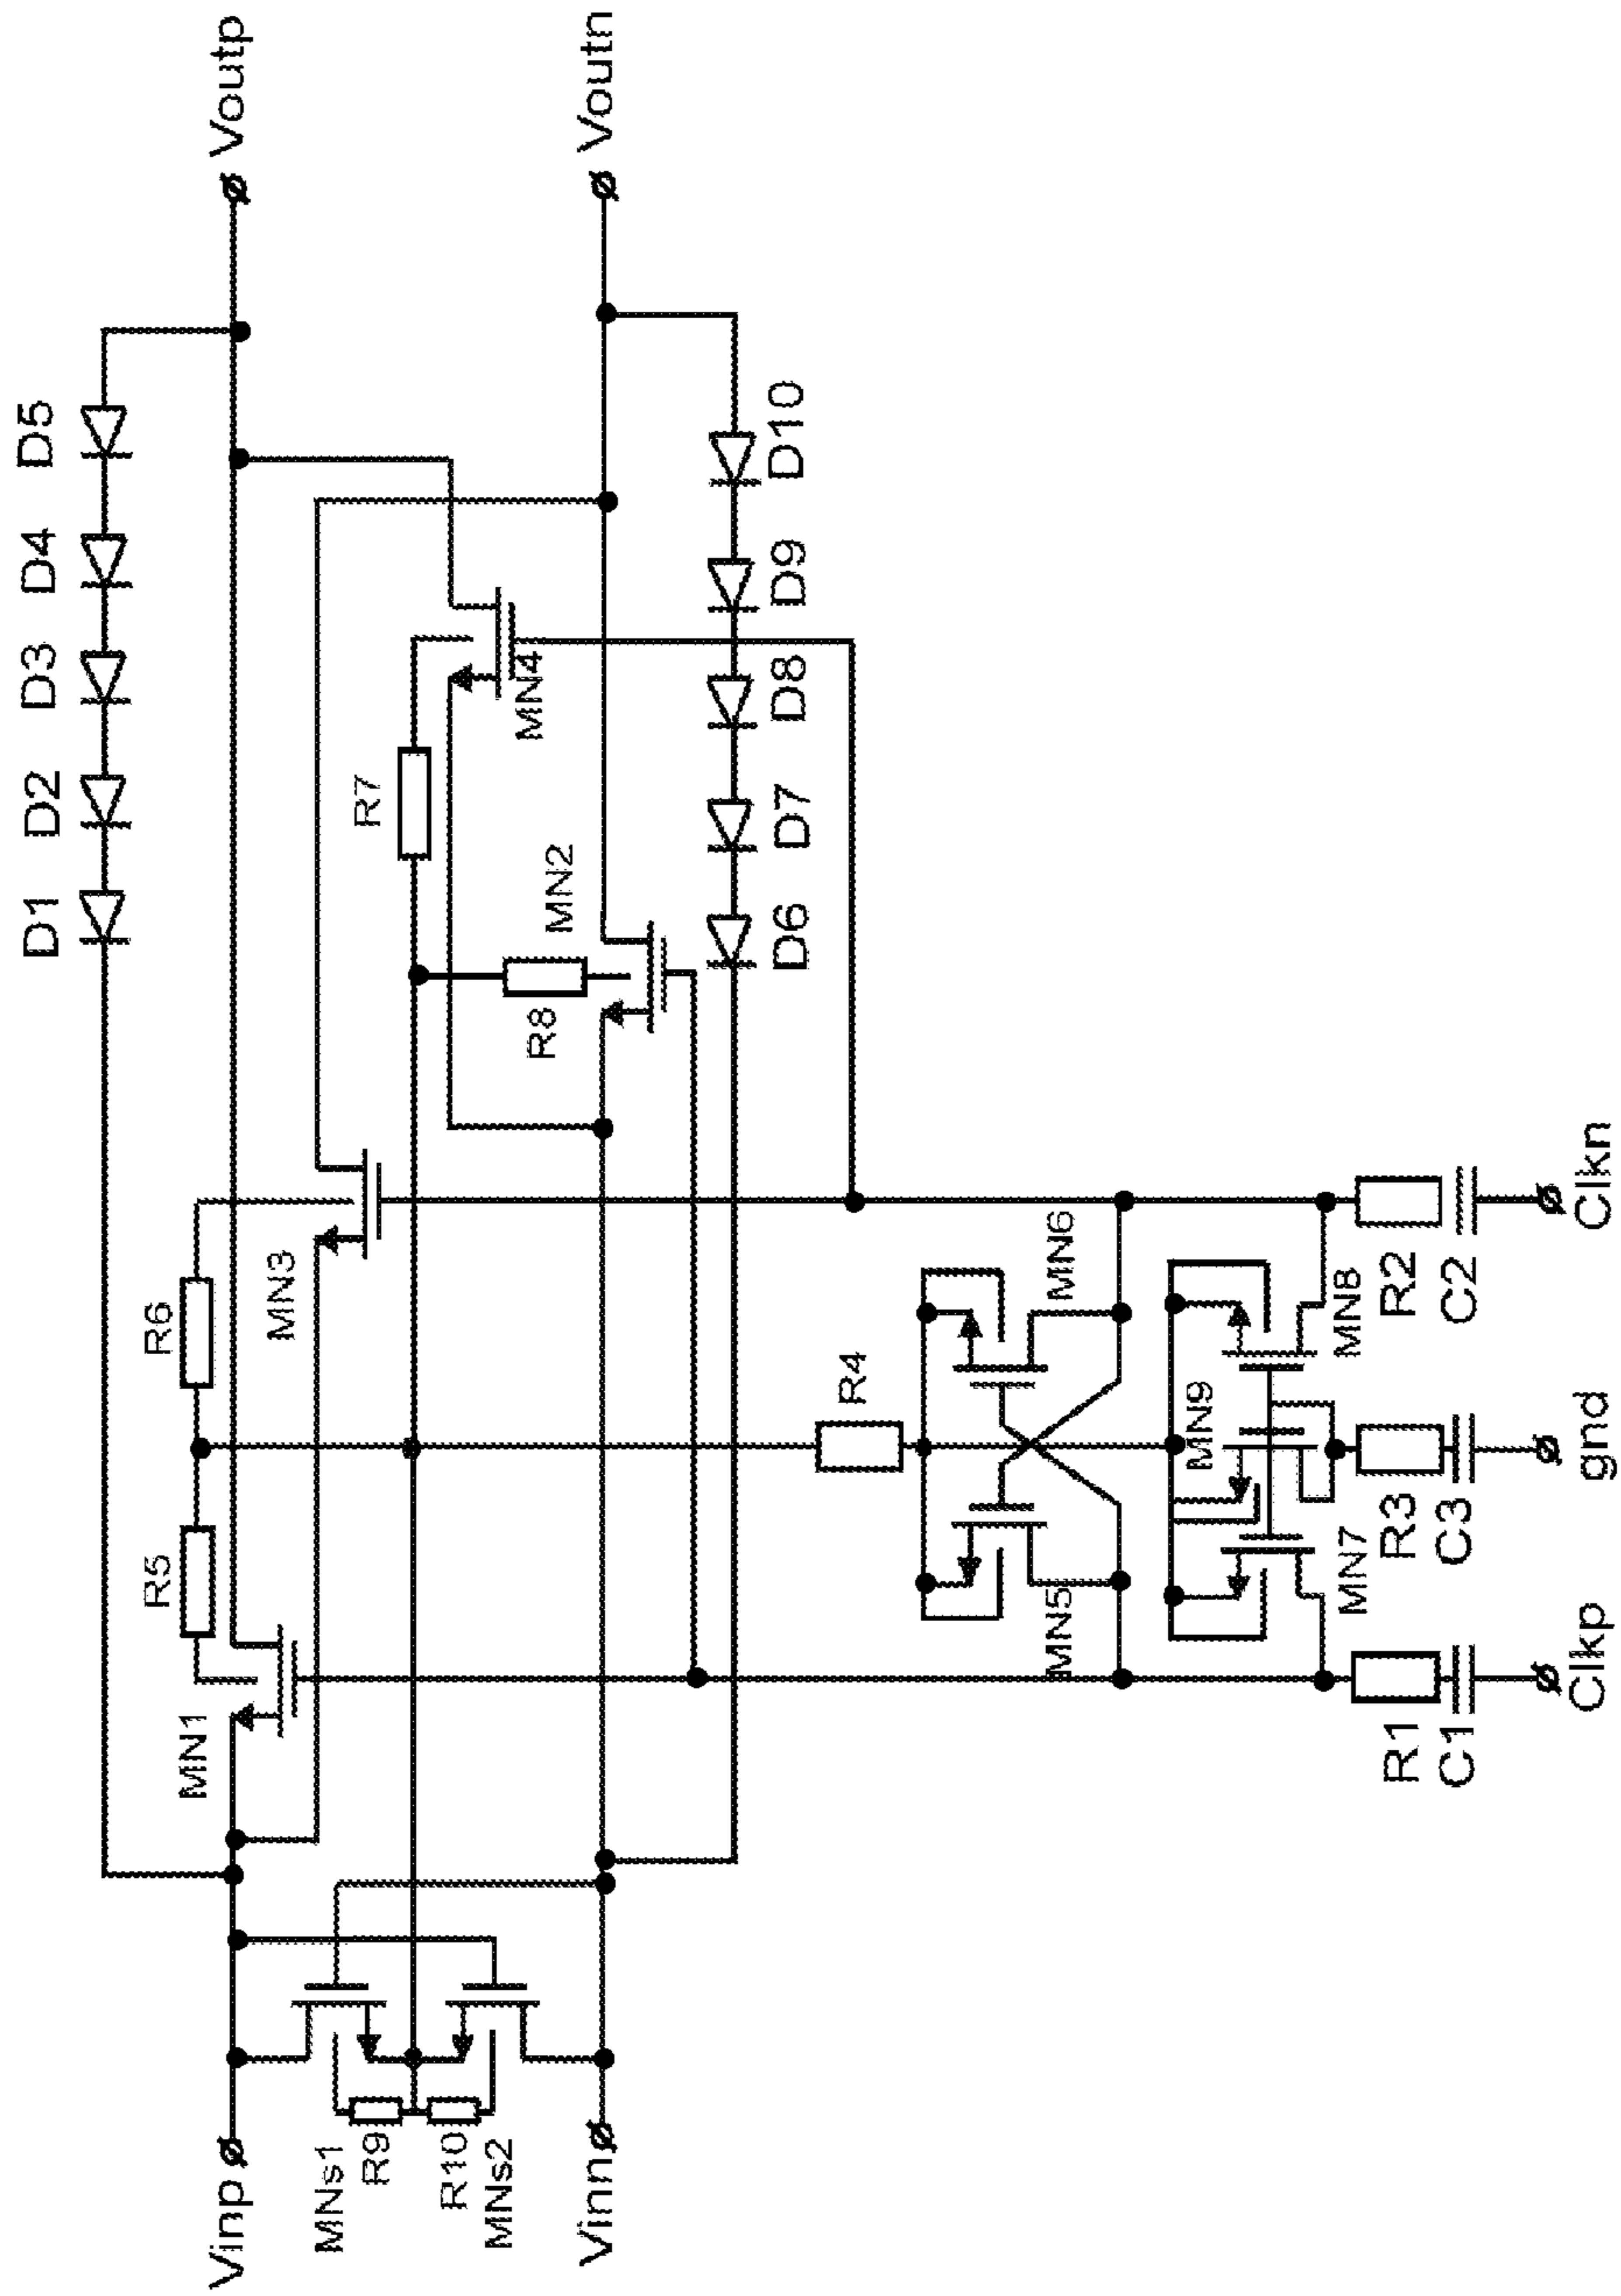 Vinp
Vinn
Voutp
Voutn
D1
D2
D3
D4
D5
R5
R6
MN1
MN3
R7
MN4
MN2
R8
D6
D7
D8
D9
D10
MNs1
R9
R10
MNs2
R4
MN5
MN6
MN7
MN9
MN8
R1
C1
R3
C3
R2
C2
Clkp
gnd
Clkn